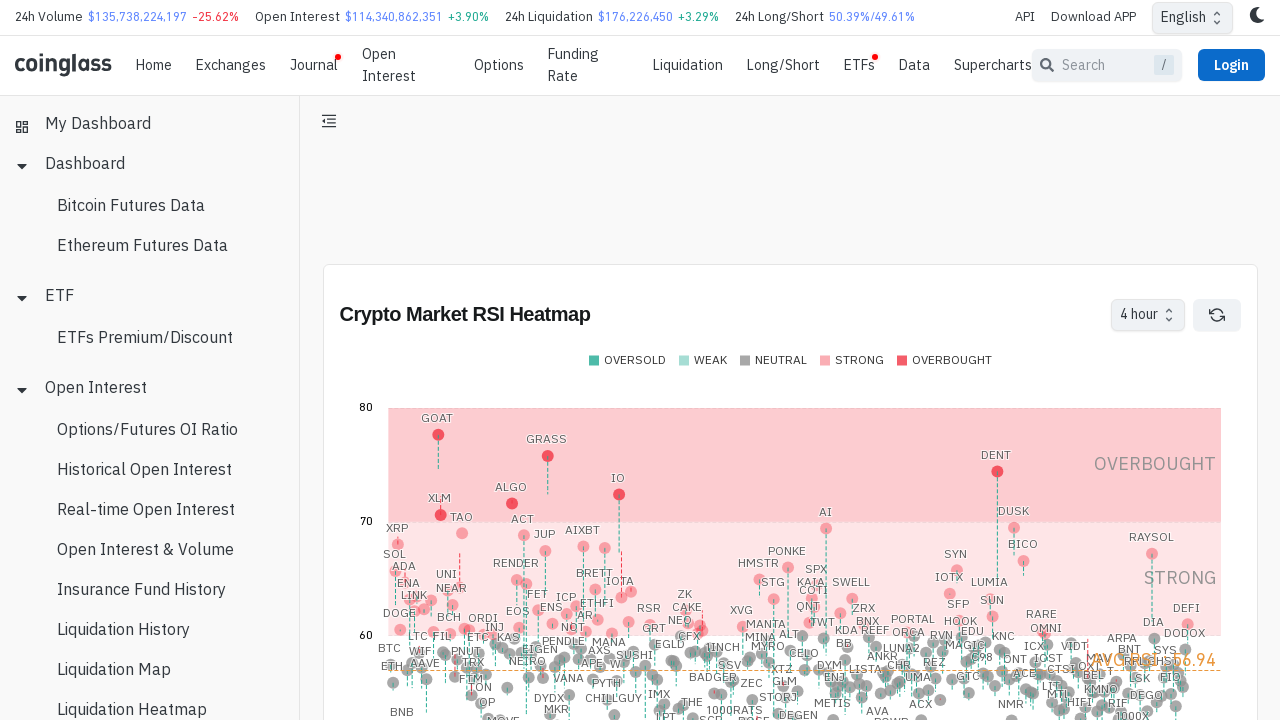 24h Volume $135,738,224,197 -25.62% Open Interest $114,340,862,351 +3.90% 24h Liquidation $176,226,450 +3.29% 24h Long/Short 50.39%/49.61% API Download APP English
coinglass Home Exchanges Journal Open Interest Options Funding Rate Liquidation Long/Short ETFs Data Supercharts Search / Login
My Dashboard
Dashboard
Bitcoin Futures Data
Ethereum Futures Data
ETF
ETFs Premium/Discount
Open Interest
Options/Futures OI Ratio
Historical Open Interest
Real-time Open Interest
Open Interest & Volume
Insurance Fund History
Liquidation History
Liquidation Map
Liquidation Heatmap
Crypto Market RSI Heatmap
4 hour
OVERSOLD WEAK NEUTRAL STRONG OVERBOUGHT
80
GOAT
GRASS
DENT
OVERBOUGHT
IO
ALGO
XLM
70
TAO
ACT
AI
DUSK
XRP
JUP
AIXBT
RAYSOL
BICO
SOL
PONKE
SYN
ADA
RENDER
HMSTR
SPX
UNI
BRETT
IOTX
STRONG
ENA
NEAR
IOTA
STG
KAIA
SWELL
LUMIA
LINK
FET
ICP
ZK
COTI
SUN
DOGE
BCH
ORDI
EOS
ENS
ETHFI
RSR
CAKE
XVG
QNT
ZRX
SFP
RARE
DEFI
AR
NEO
MANTA
TWT
BNX
PORTAL
HOOK
OMNI
DIA
60
LTC
FIL
ETC
INJ
KAS
NOT
GRT
CFX
MINA
ALT
KDA
REEF
ORCA
RVN
EDU
KNC
ARPA
DODOX
BTC
WIF
PNUT
EIGEN
PENDLE
AXS
MANA
EGLD
1INCH
MYRO
BB
LUNA2
MAGIC
ICX
VIDT
BNT
SYS
ETH
AAVE
TRX
NEIRO
APE
W
SUSHI
SSV
XTZ
CELO
DYM
LISTA
ANKR
CHR
REZ
C98
ONT
IOST
FTM
TON
VANA
PYTH
BADGER
ZEC
GLM
ENJ
UMA
GTC
ACE
CTSI
BEL
LSK
FIO
OP
DYDX
CHILLGUY
IMX
THE
STORJ
METIS
ACX
NMR
LIT
MTL
KMNO
DEGO
BNB
MKR
1000RATS
DEGEN
AVA
HIFI
RIF
1000X